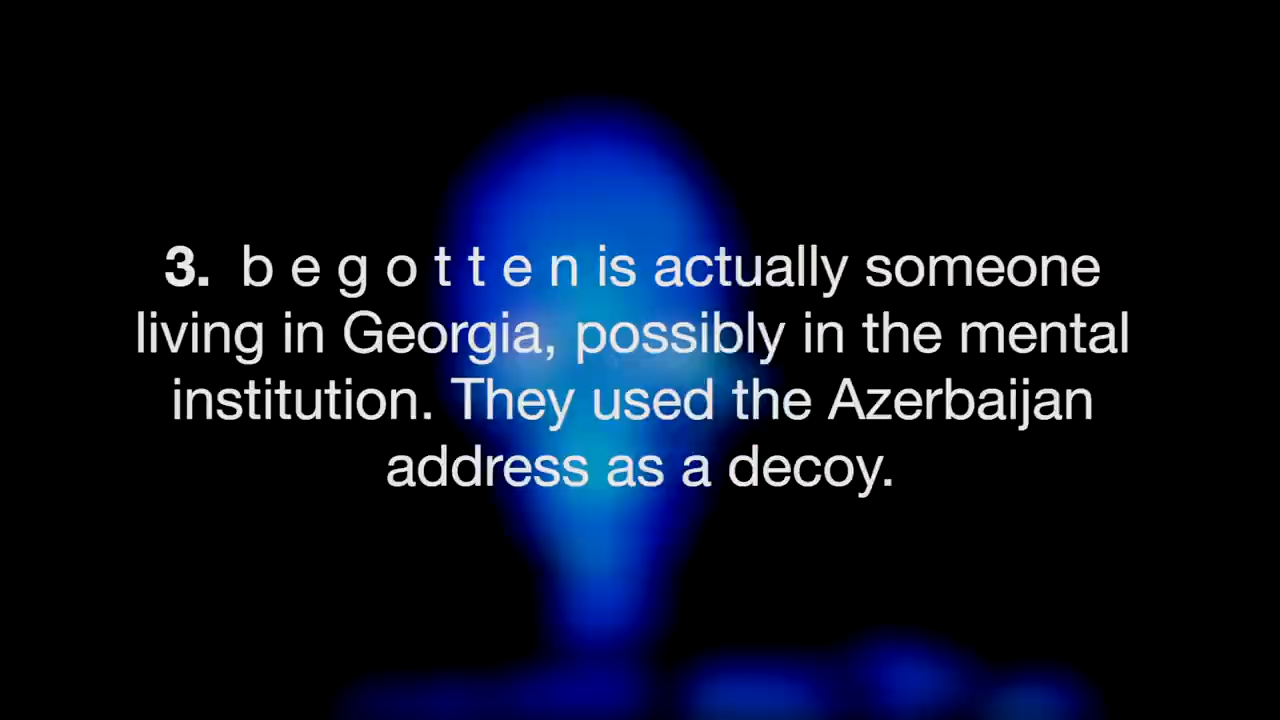 3. b e g o t t e n is actually someone
living in Georgia, possibly in the mental
institution. They used the Azerbaijan
address as a decoy.